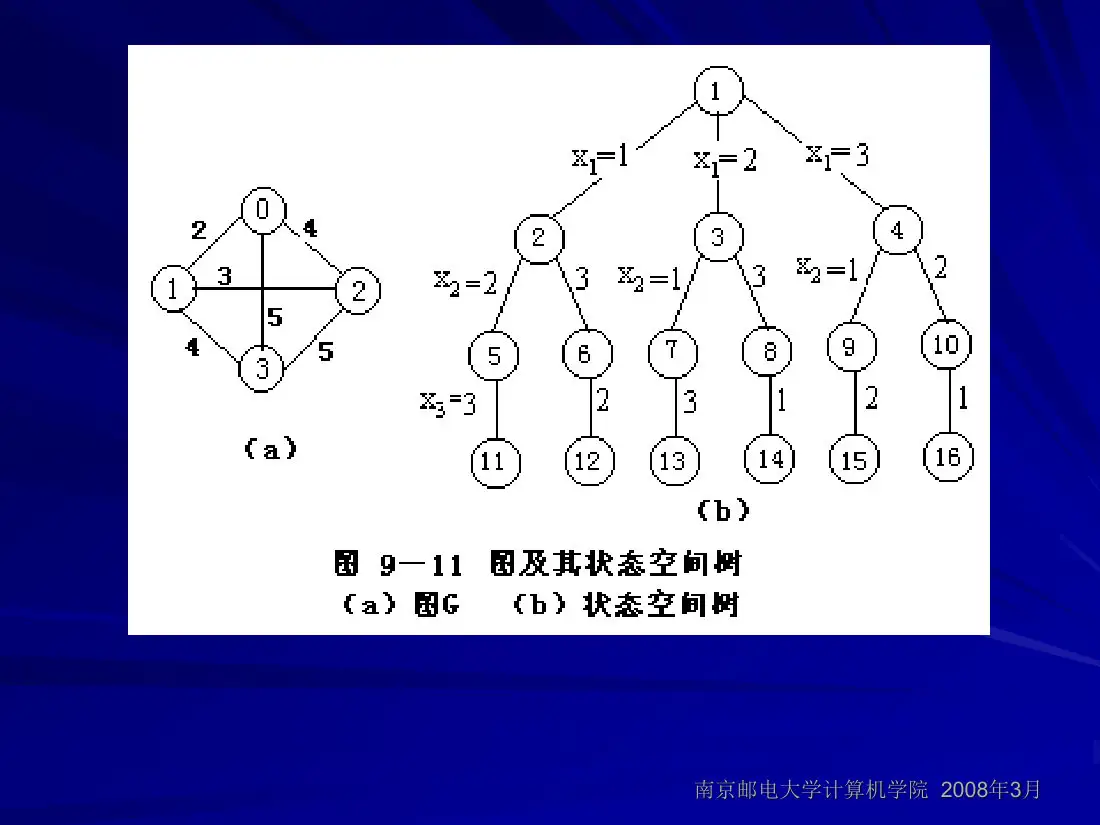 1
x1=1 x1=2 x1=3
0
2 4
2 3 4
x2=2 3 x2=1 3 x2=1 2
1 3 2
5
4 5
5 6 7 8 9 10
3
x3=3 2 3 1 2 1
(a)
11 12 13 14 15 16
(b)
图 9-11 图及其状态空间树
(a)图G (b)状态空间树
南京邮电大学计算机学院 2008年3月